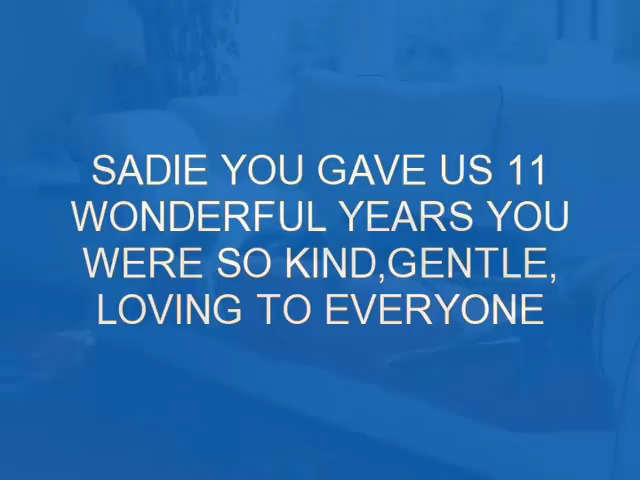 SADIE YOU GAVE US 11
WONDERFUL YEARS YOU
WERE SO KIND,GENTLE,
LOVING TO EVERYONE